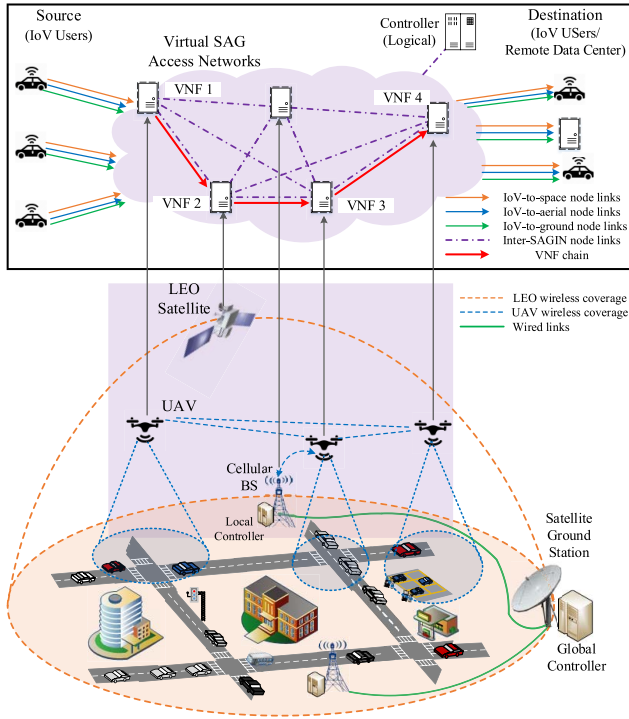 Source
(IoV Users)
Virtual SAG
Access Networks
Controller
(Logical)
Destination
(IoV USers/
Remote Data Center)
VNF 1
VNF 4
VNF 2
VNF 3
IoV-to-space node links
IoV-to-aerial node links
IoV-to-ground node links
Inter-SAGIN node links
VNF chain
LEO
Satellite
LEO wireless coverage
UAV wireless coverage
Wired links
UAV
Cellular
BS
Local
Controller
Satellite
Ground
Station
Global
Controller